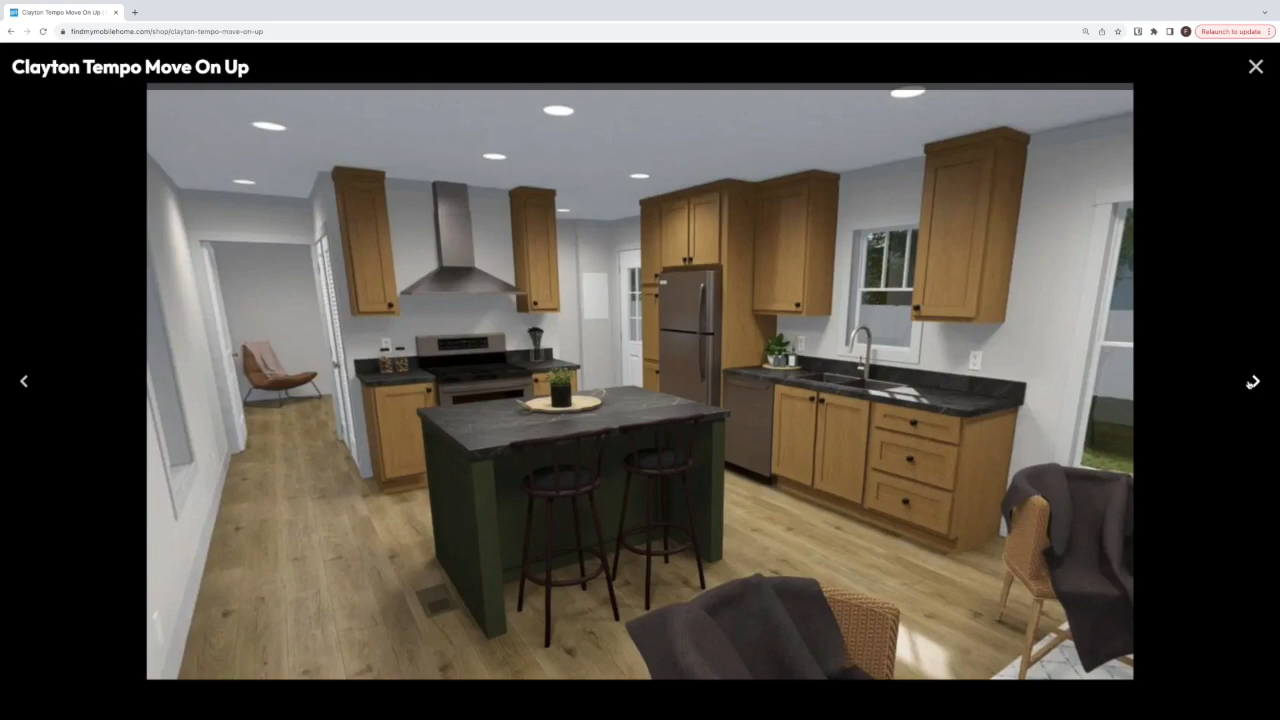 Clayton Tempo Move On Up :
findmymobilehome.com/shop/clayton-tempo-move-on-up
Relaunch to update
Clayton Tempo Move On Up